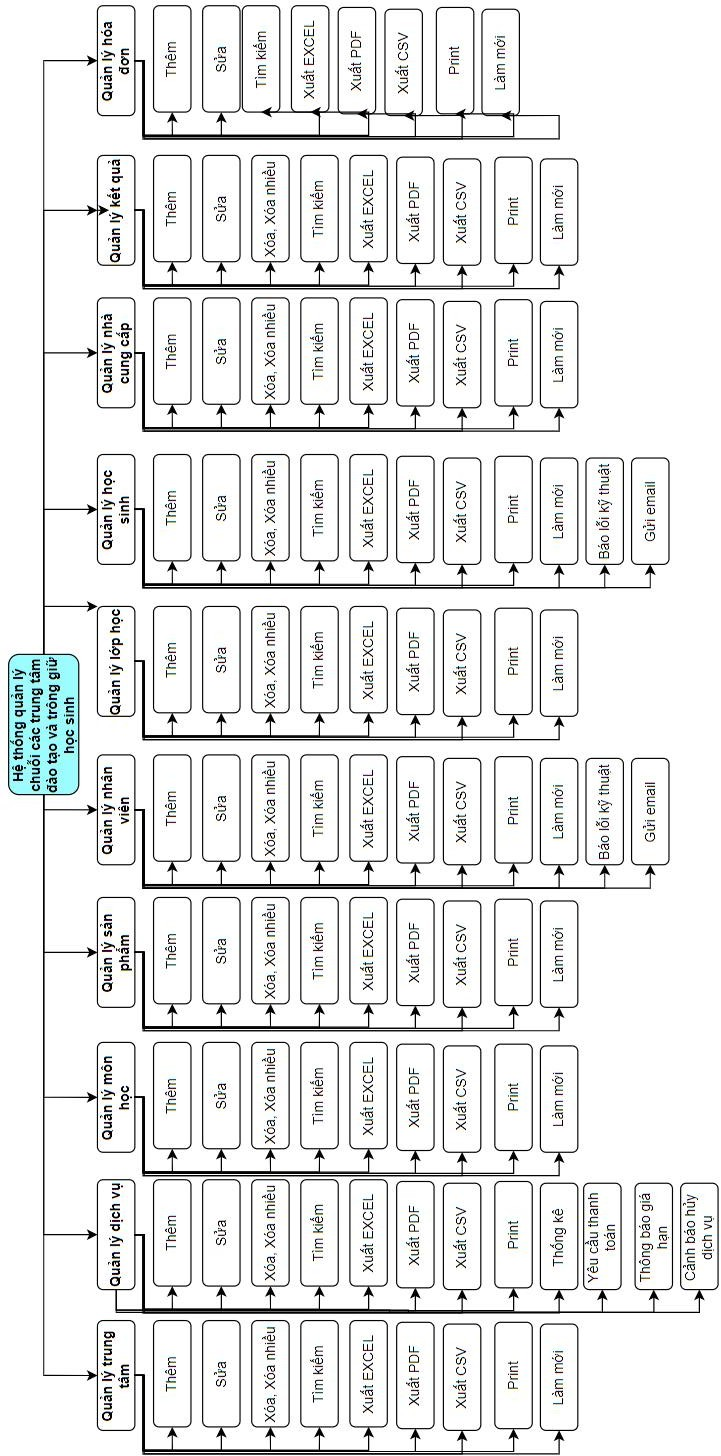 Hệ thống quản lý
chuỗi các trung tâm
đào tạo và trông giữ
học sinh
Quản lý trung
tâm
Thêm
Sửa
Xóa, Xóa nhiều
Tìm kiếm
Xuất EXCEL
Xuất PDF
Xuất CSV
Print
Làm mới
Quản lý dịch vụ
Thêm
Sửa
Xóa, Xóa nhiều
Tìm kiếm
Xuất EXCEL
Xuất PDF
Xuất CSV
Print
Thống kê
Yêu cầu thanh
toán
Thông báo giá
hạn
Cảnh báo hủy
dịch vụ
Quản lý môn
học
Thêm
Sửa
Xóa, Xóa nhiều
Tìm kiếm
Xuất EXCEL
Xuất PDF
Xuất CSV
Print
Làm mới
Quản lý sản
phẩm
Thêm
Sửa
Xóa, Xóa nhiều
Tìm kiếm
Xuất EXCEL
Xuất PDF
Xuất CSV
Print
Làm mới
Quản lý nhân
viên
Thêm
Sửa
Xóa, Xóa nhiều
Tìm kiếm
Xuất EXCEL
Xuất PDF
Xuất CSV
Print
Làm mới
Báo lỗi kỹ thuật
Gửi email
Quản lý lớp học
Thêm
Sửa
Xóa, Xóa nhiều
Tìm kiếm
Xuất EXCEL
Xuất PDF
Xuất CSV
Print
Làm mới
Quản lý học
sinh
Thêm
Sửa
Xóa, Xóa nhiều
Tìm kiếm
Xuất EXCEL
Xuất PDF
Xuất CSV
Print
Làm mới
Báo lỗi kỹ thuật
Gửi email
Quản lý nhà
cung cấp
Thêm
Sửa
Xóa, Xóa nhiều
Tìm kiếm
Xuất EXCEL
Xuất PDF
Xuất CSV
Print
Làm mới
Quản lý kết quả
Thêm
Sửa
Xóa, Xóa nhiều
Tìm kiếm
Xuất EXCEL
Xuất PDF
Xuất CSV
Print
Làm mới
Quản lý hóa
đơn
Thêm
Sửa
Tìm kiếm
Xuất EXCEL
Xuất PDF
Xuất CSV
Print
Làm mới